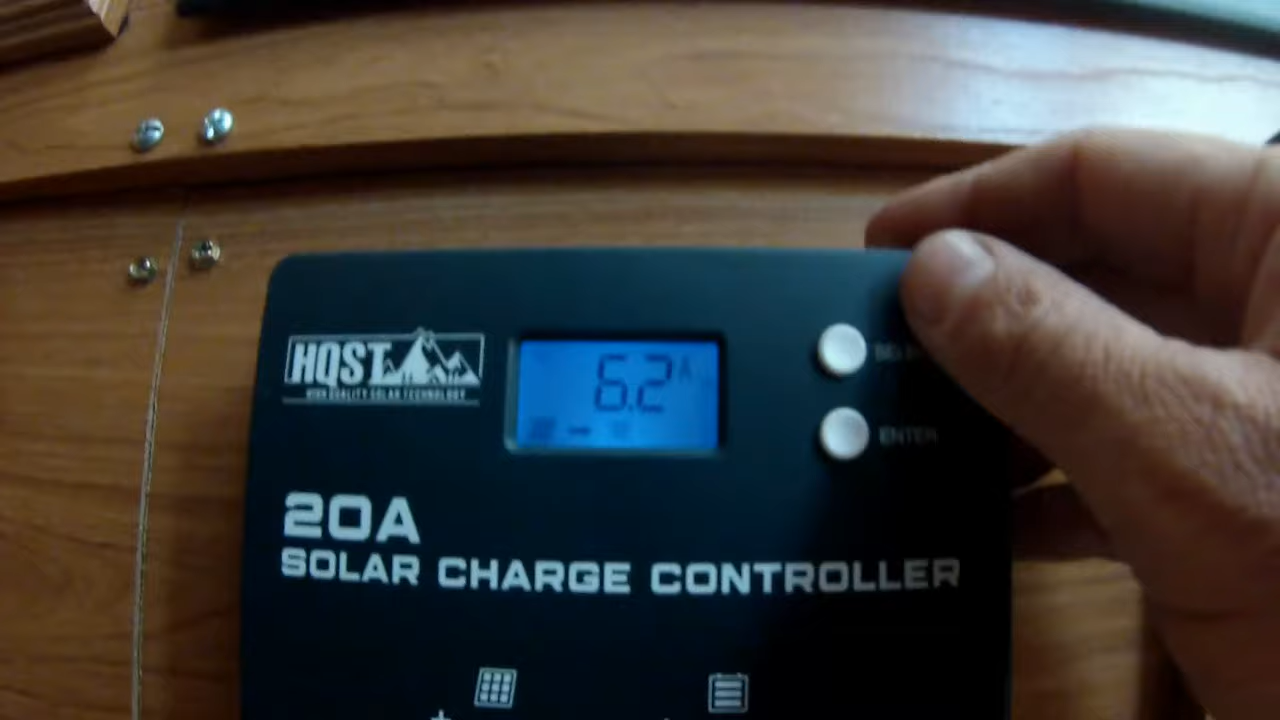 HQST
HIGH QUALITY SOLAR TECHNOLOGY
6.2 A
ENTER
20A
SOLAR CHARGE CONTROLLER